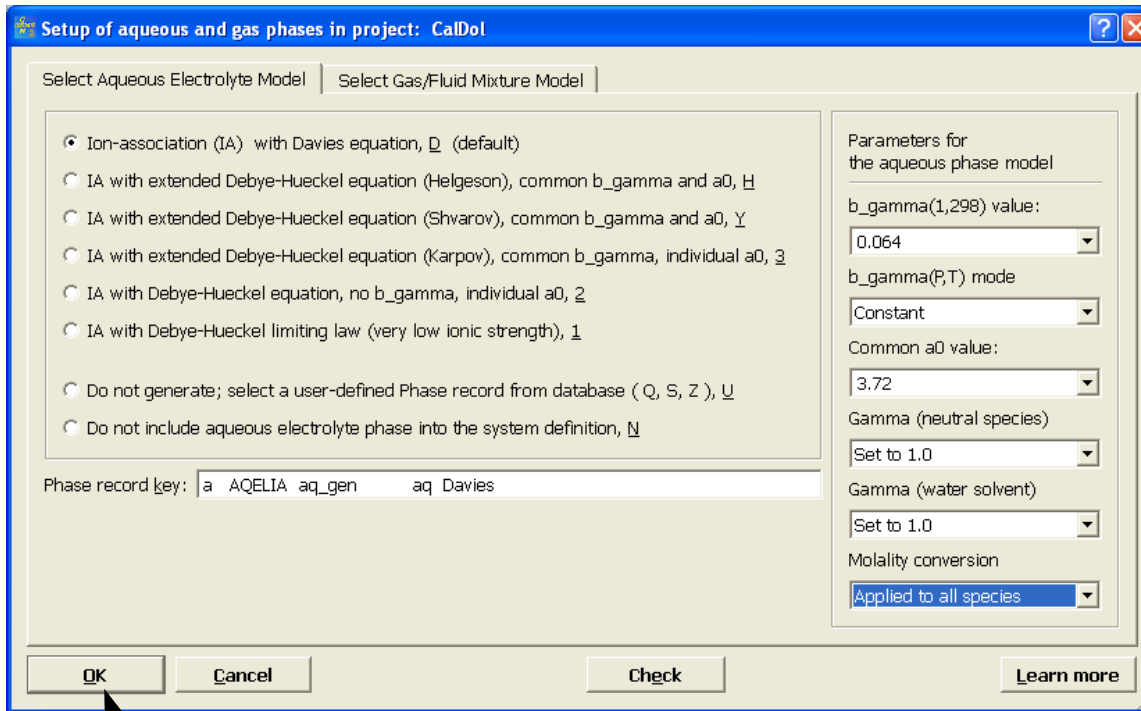 Setup of aqueous and gas phases in project: CalDol
Select Aqueous Electrolyte Model
Select Gas/Fluid Mixture Model
Ion-association (IA) with Davies equation, D (default)
IA with extended Debye-Hueckel equation (Helgeson), common b_gamma and a0, H
IA with extended Debye-Hueckel equation (Shvarov), common b_gamma and a0, Y
IA with extended Debye-Hueckel equation (Karpov), common b_gamma, individual a0, 3
IA with Debye-Hueckel equation, no b_gamma, individual a0, 2
IA with Debye-Hueckel limiting law (very low ionic strength), 1
Do not generate; select a user-defined Phase record from database ( Q, S, Z ), U
Do not include aqueous electrolyte phase into the system definition, N
Phase record key: a AQELIA aq_gen aq Davies
Parameters for
the aqueous phase model
b_gamma(1,298) value:
0.064
b_gamma(P,T) mode
Constant
Common a0 value:
3.72
Gamma (neutral species)
Set to 1.0
Gamma (water solvent)
Set to 1.0
Molality conversion
Applied to all species
OK
Cancel
Check
Learn more